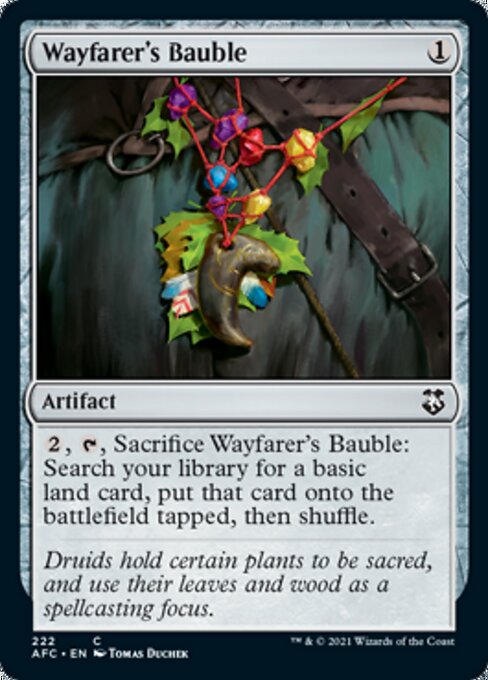 Wayfarer's Bauble 1
Artifact
2, T, Sacrifice Wayfarer's Bauble:
Search your library for a basic
land card, put that card onto the
battlefield tapped, then shuffle.
Druids hold certain plants to be sacred,
and use their leaves and wood as a
spellcasting focus.
222 C ™ & © 2021 Wizards of the Coast
AFC • EN Tomas Duchek